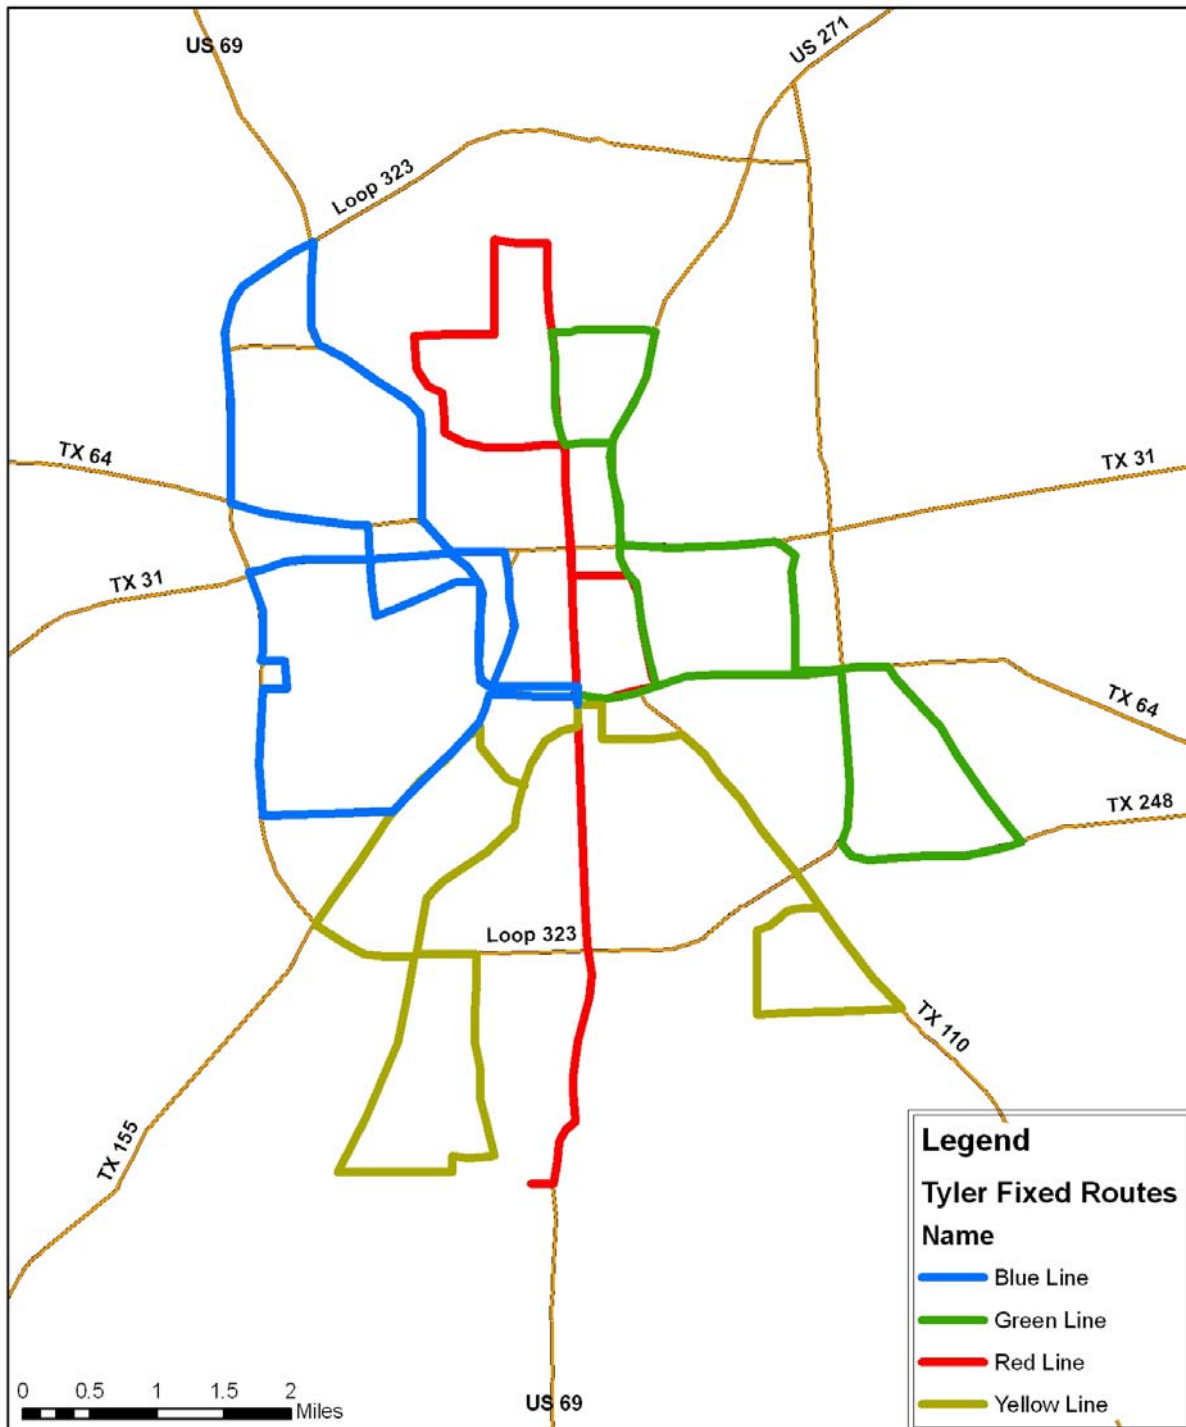 US 69
US 271
Loop 323
TX 64
TX 31
TX 31
TX 64
TX 248
Loop 323
TX 110
TX 155
US 69
Legend
Tyler Fixed Routes
Name
Blue Line
Green Line
Red Line
Yellow Line
0 0.5 1 1.5 2
Miles